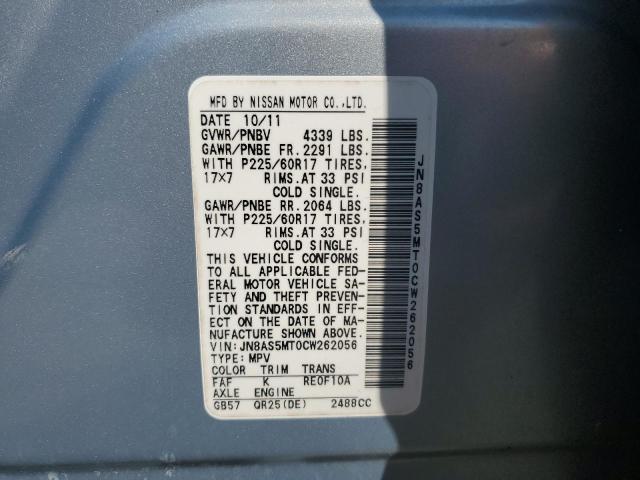 MFD BY NISSAN MOTOR CO.,LTD.
DATE 10/11
GVWR/PNBV 4339 LBS.
GAWR/PNBE FR. 2291 LBS.
WITH P225/60R17 TIRES,
17×7 RIMS.AT 33 PSI
COLD SINGLE.
GAWR/PNBE RR. 2064 LBS.
WITH P225/60R17 TIRES,
17×7 RIMS.AT 33 PSI
COLD SINGLE.
THIS VEHICLE CONFORMS
TO ALL APPLICABLE FED-
ERAL MOTOR VEHICLE SA-
FETY AND THEFT PREVEN-
TION STANDARDS IN EFF-
ECT ON THE DATE OF MA-
NUFACTURE SHOWN ABOVE.
VIN: JN8AS5MT0CW262056
TYPE: MPV
COLOR TRIM TRANS
FAF K RE0F10A
AXLE ENGINE
GB57 QR25(DE) 2488CC
JN8AS5MT0CW262056